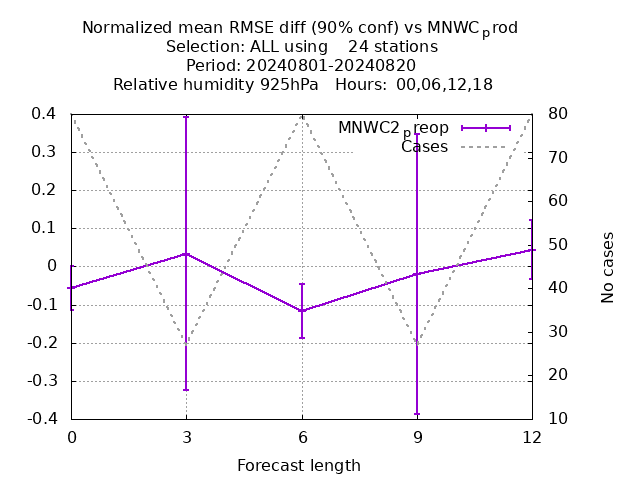 Normalized mean RMSE diff (90% conf) vs MNWCprod
Selection: ALL using    24 stations
Period: 20240801-20240820
Relative humidity 925hPa   Hours: 00,06,12,18
MNWC2preop
Cases
0.4
0.3
0.2
0.1
0
-0.1
-0.2
-0.3
-0.4
80
70
60
50
40
30
20
10
No cases
0 3 6 9 12
Forecast length